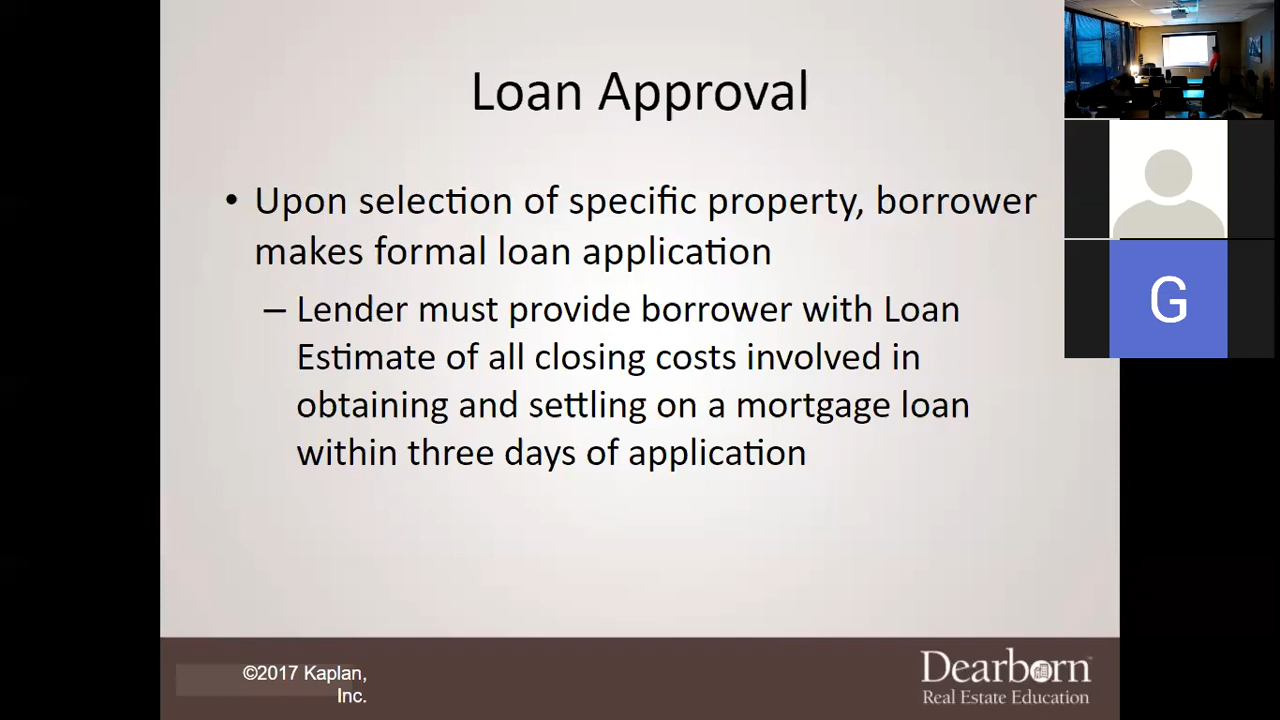 Loan Approval
• Upon selection of specific property, borrower
makes formal loan application
– Lender must provide borrower with Loan
Estimate of all closing costs involved in
obtaining and settling on a mortgage loan
within three days of application
©2017 Kaplan,
Inc.
Dearborn™
Real Estate Education
G